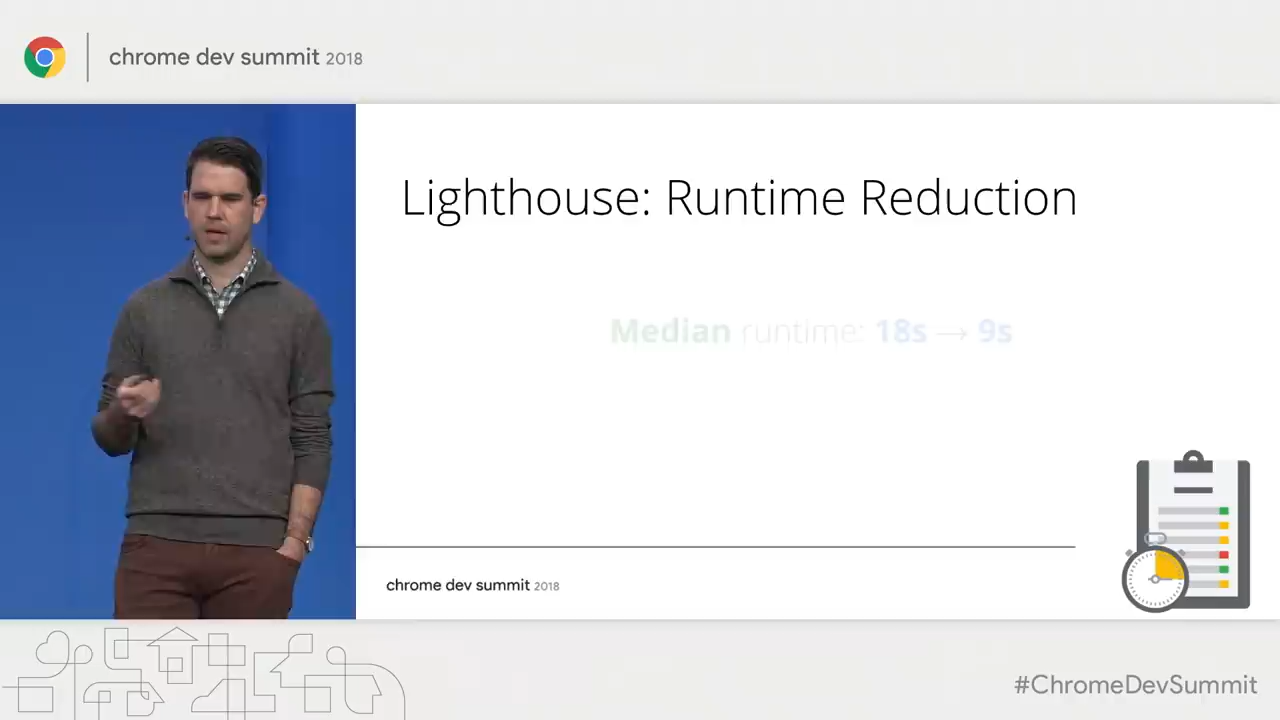 chrome dev summit 2018
Lighthouse: Runtime Reduction
Median runtime: 18s → 9s
chrome dev summit 2018
#ChromeDevSummit